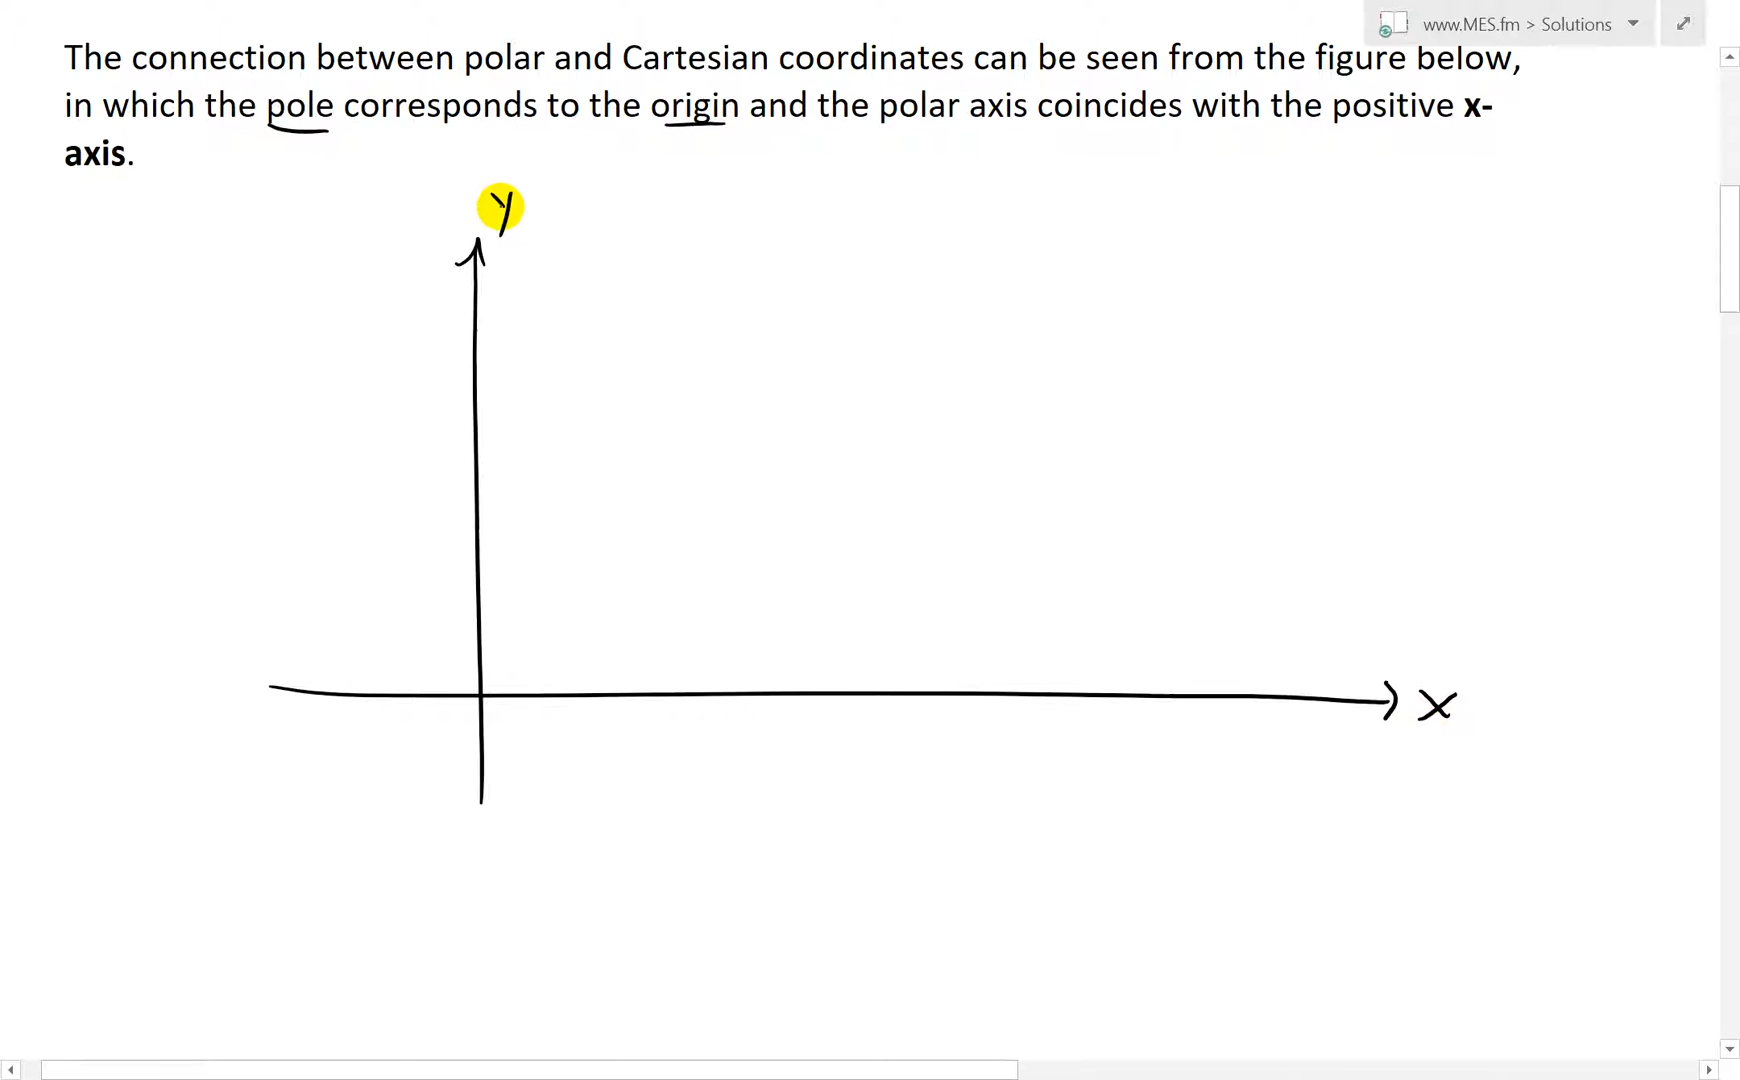 www.MES.fm > Solutions
The connection between polar and Cartesian coordinates can be seen from the figure below,
in which the pole corresponds to the origin and the polar axis coincides with the positive x-
axis.
y
x